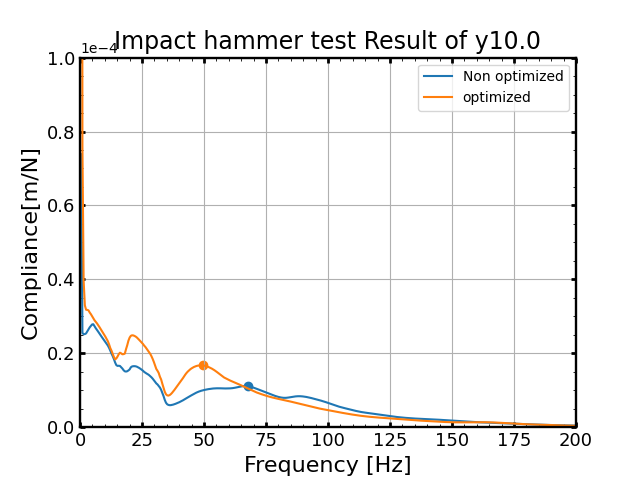 Impact hammer test Result of y10.0
1e−4
Non optimized
optimized
1.0
0.8
0.6
0.4
0.2
0.0
Compliance[m/N]
0 25 50 75 100 125 150 175 200
Frequency [Hz]